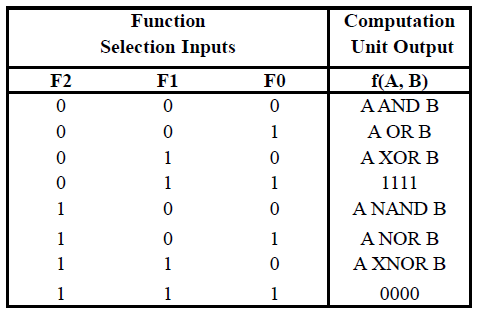 Function Computation
Selection Inputs Unit Output
F2 F1 F0 f(A, B)
0 0 0 A AND B
0 0 1 A OR B
0 1 0 A XOR B
0 1 1 1111
1 0 0 A NAND B
1 0 1 A NOR B
1 1 0 A XNOR B
1 1 1 0000